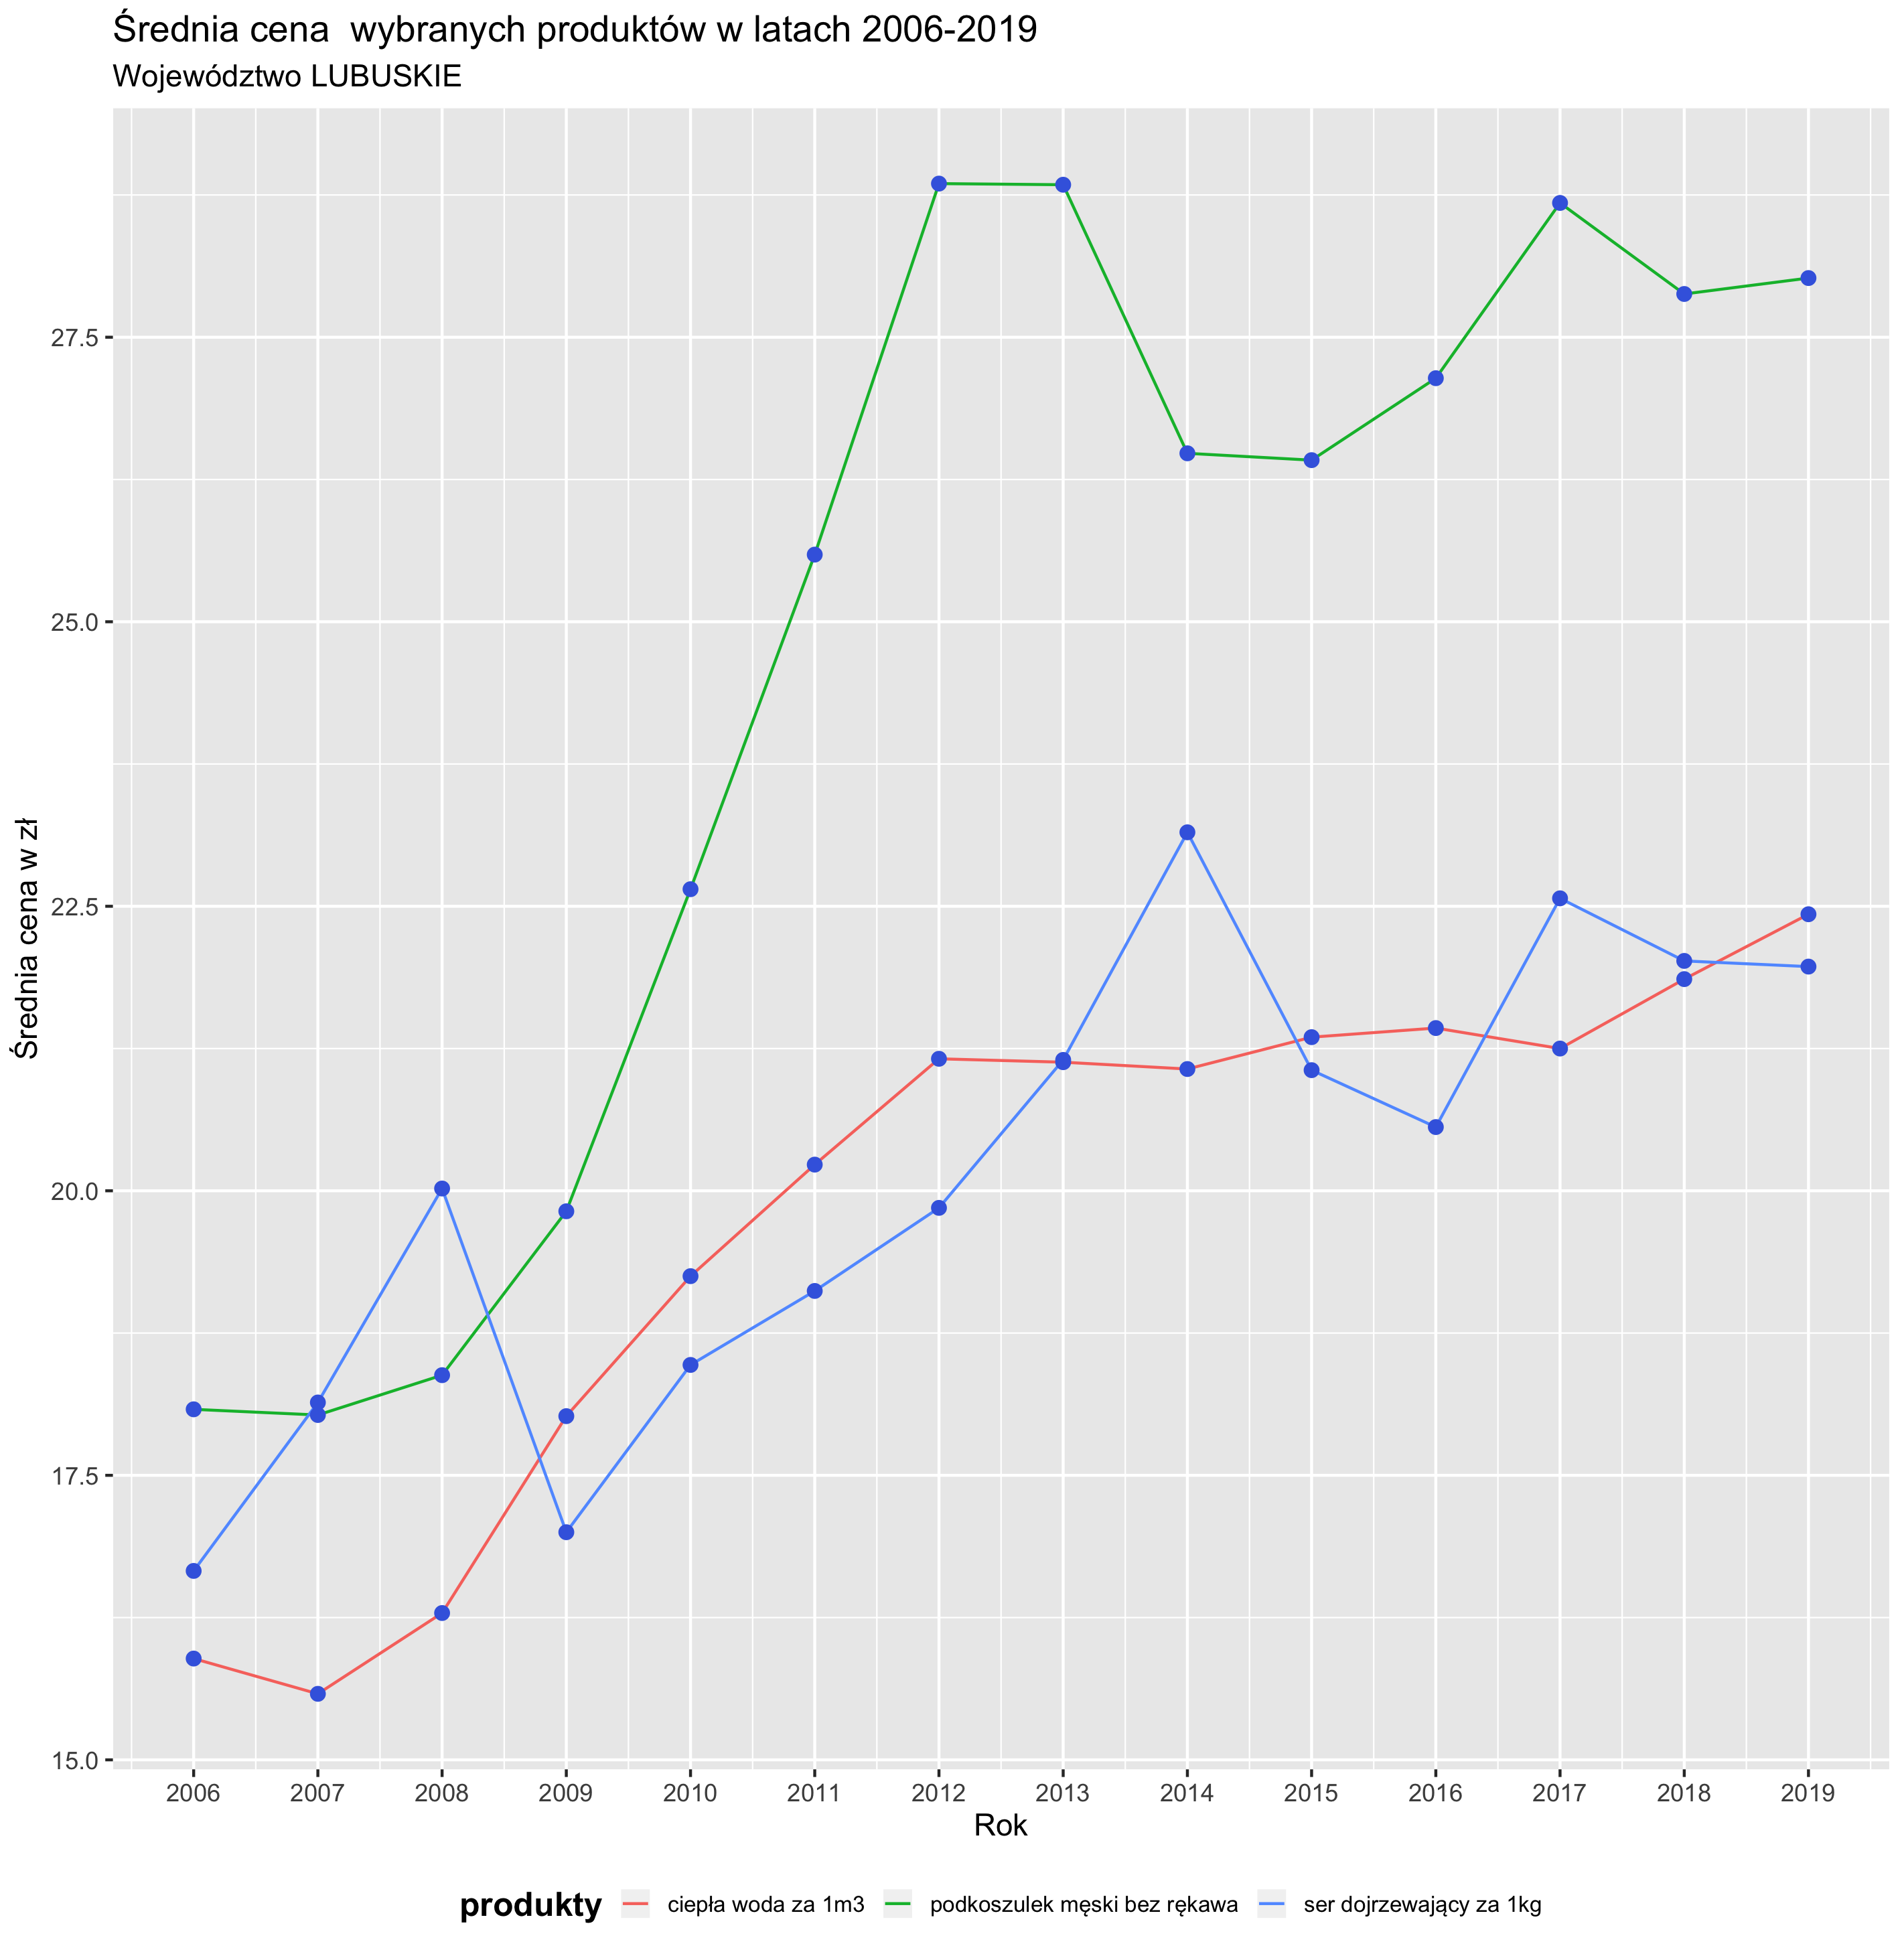 Średnia cena  wybranych produktów w latach 2006-2019
Województwo LUBUSKIE
Średnia cena w zł
27.5
25.0
22.5
20.0
17.5
15.0
2006 2007 2008 2009 2010 2011 2012 2013 2014 2015 2016 2017 2018 2019
Rok
produkty ciepła woda za 1m3 podkoszulek męski bez rękawa ser dojrzewający za 1kg